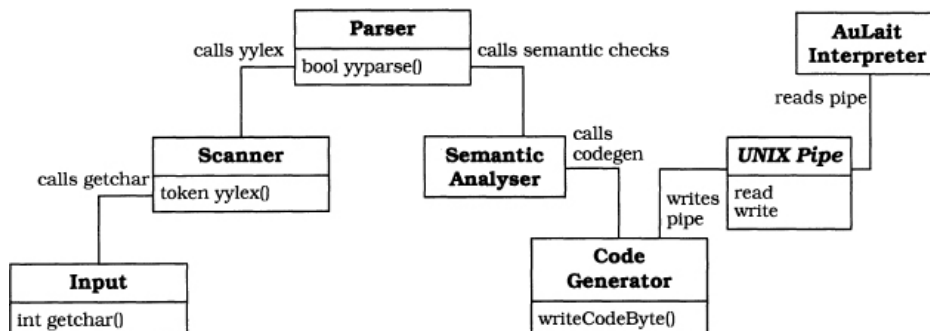 Parser
bool yyparse()
calls yylex
calls semantic checks
AuLait
Interpreter
reads pipe
Scanner
token yylex()
calls getchar
Semantic
Analyser
calls
codegen
UNIX Pipe
read
write
writes
pipe
Input
int getchar()
Code
Generator
writeCodeByte()